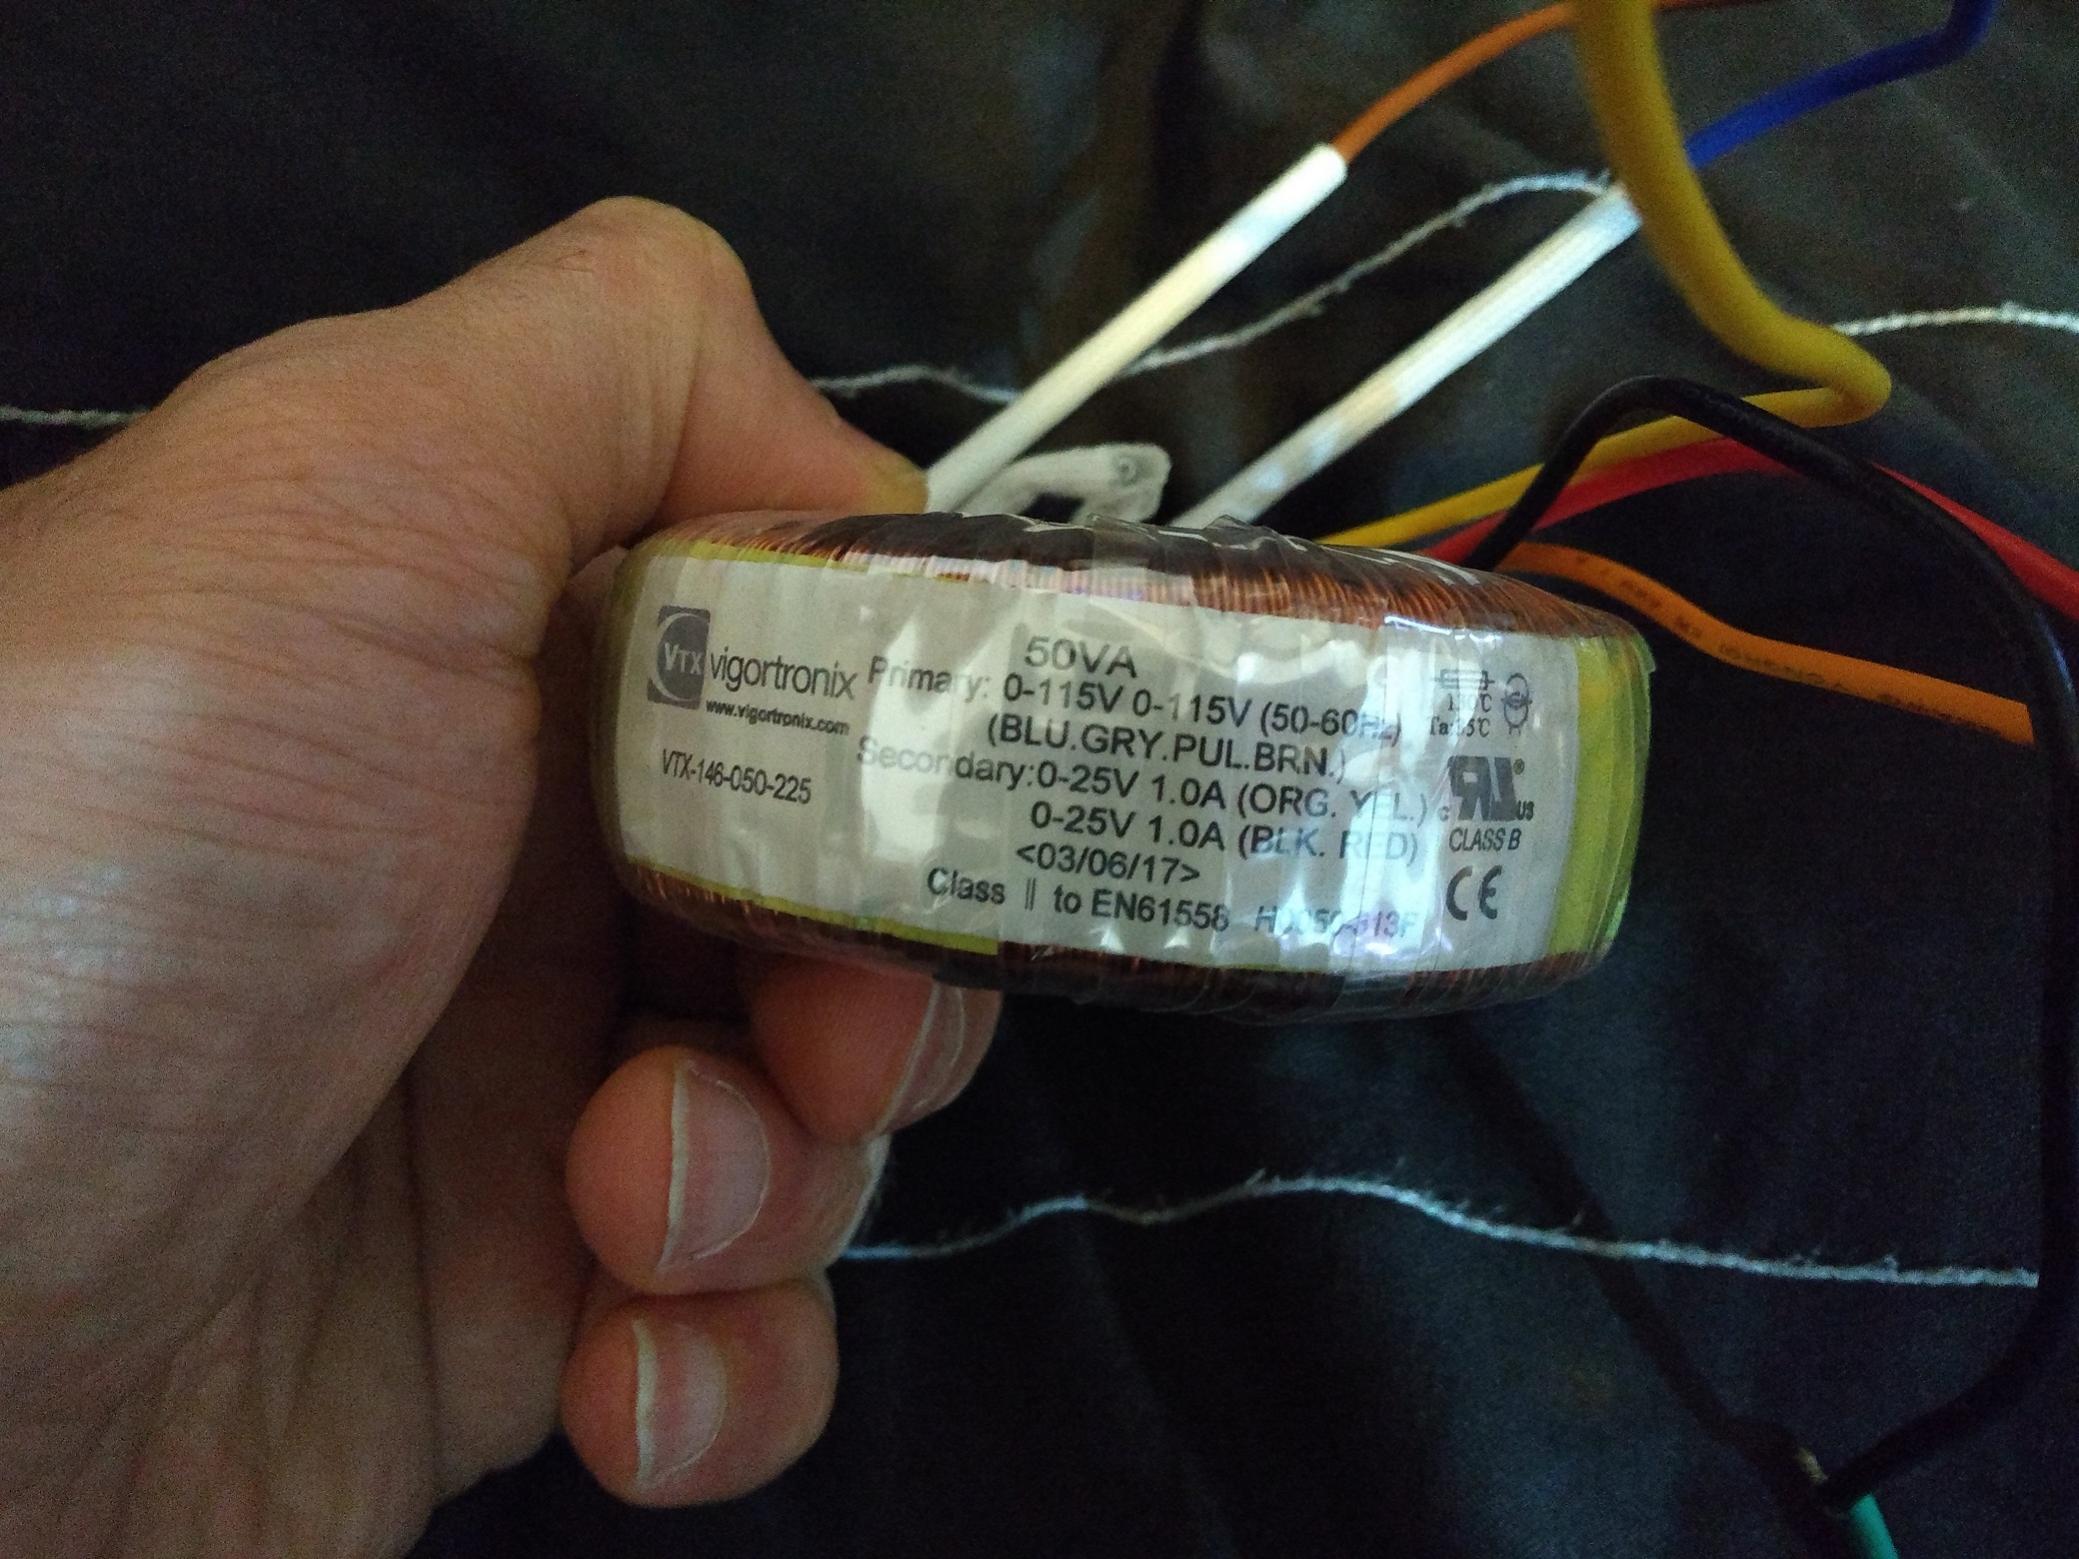 VTX vigortronix
www.vigortronix.com
VTX-146-050-225
50VA
Primary: 0-115V 0-115V (50-60Hz)
(BLU.GRY.PUL.BRN.)
Secondary:0-25V 1.0A (ORG. YEL.)
0-25V 1.0A (BLK. RED)
<03/06/17>
Class II to EN61558
c US
CLASS B
CE